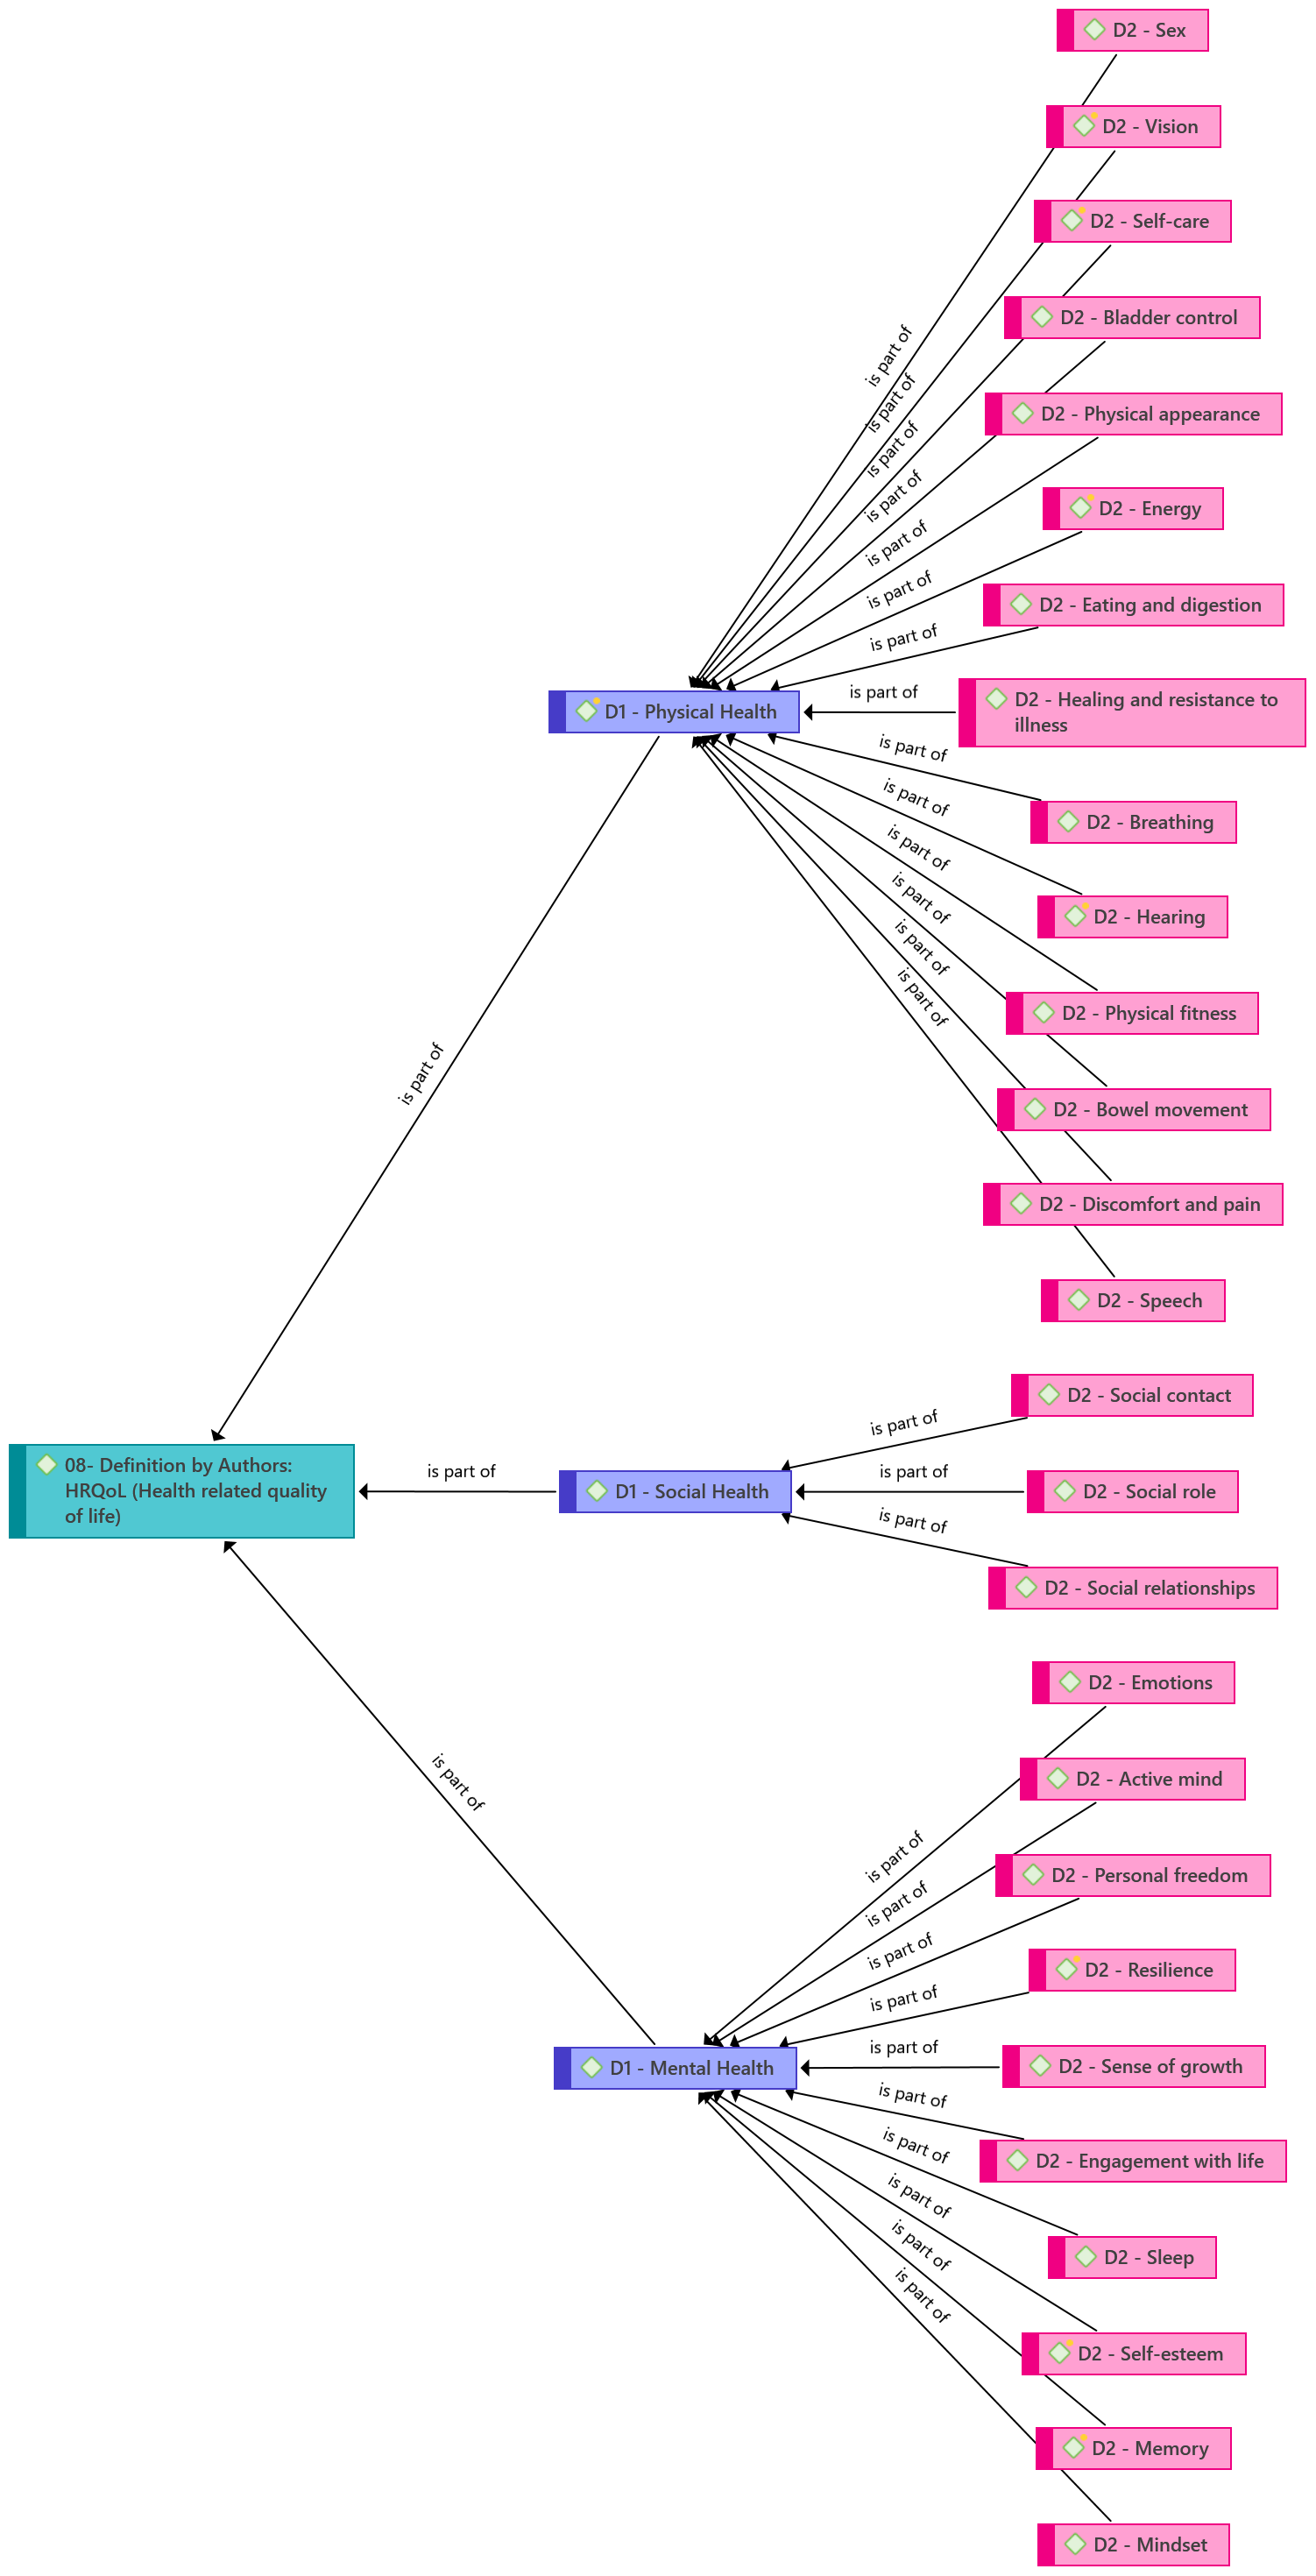 D2 - Sex
D2 - Vision
D2 - Self-care
D2 - Bladder control
is part of
D2 - Physical appearance
is part of
is part of
D2 - Energy
is part of
is part of
D2 - Eating and digestion
is part of
is part of
D1 - Physical Health
is part of
D2 - Healing and resistance to
illness
is part of
D2 - Breathing
is part of
is part of
D2 - Hearing
is part of
is part of
D2 - Physical fitness
is part of
is part of
D2 - Bowel movement
D2 - Discomfort and pain
D2 - Speech
D2 - Social contact
is part of
08- Definition by Authors:
HRQoL (Health related quality
of life)
is part of
D1 - Social Health
is part of
D2 - Social role
is part of
D2 - Social relationships
D2 - Emotions
is part of
D2 - Active mind
is part of
D2 - Personal freedom
is part of
is part of
D2 - Resilience
is part of
D1 - Mental Health
is part of
D2 - Sense of growth
is part of
D2 - Engagement with life
is part of
is part of
D2 - Sleep
is part of
is part of
D2 - Self-esteem
D2 - Memory
D2 - Mindset